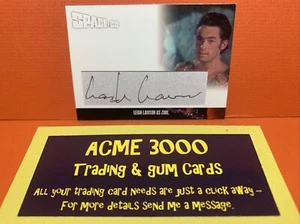 SPACE:1999
LEIGH LAWSON AS ZARL
ACME 3000
Trading & Gum Cards
All your trading card needs are just a click away –
For more details send me a message.